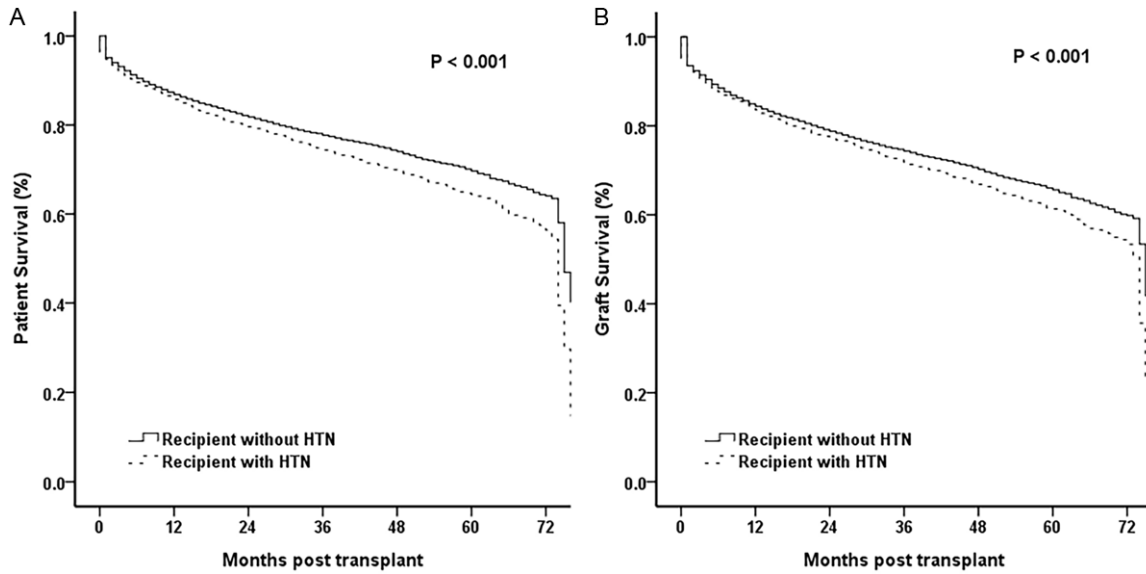 A
P < 0.001
Patient Survival (%)
1.0
0.8
0.6
0.4
0.2
0.0
Recipient without HTN
Recipient with HTN
0 12 24 36 48 60 72
Months post transplant
B
P < 0.001
Graft Survival (%)
1.0
0.8
0.6
0.4
0.2
0.0
Recipient without HTN
Recipient with HTN
0 12 24 36 48 60 72
Months post transplant